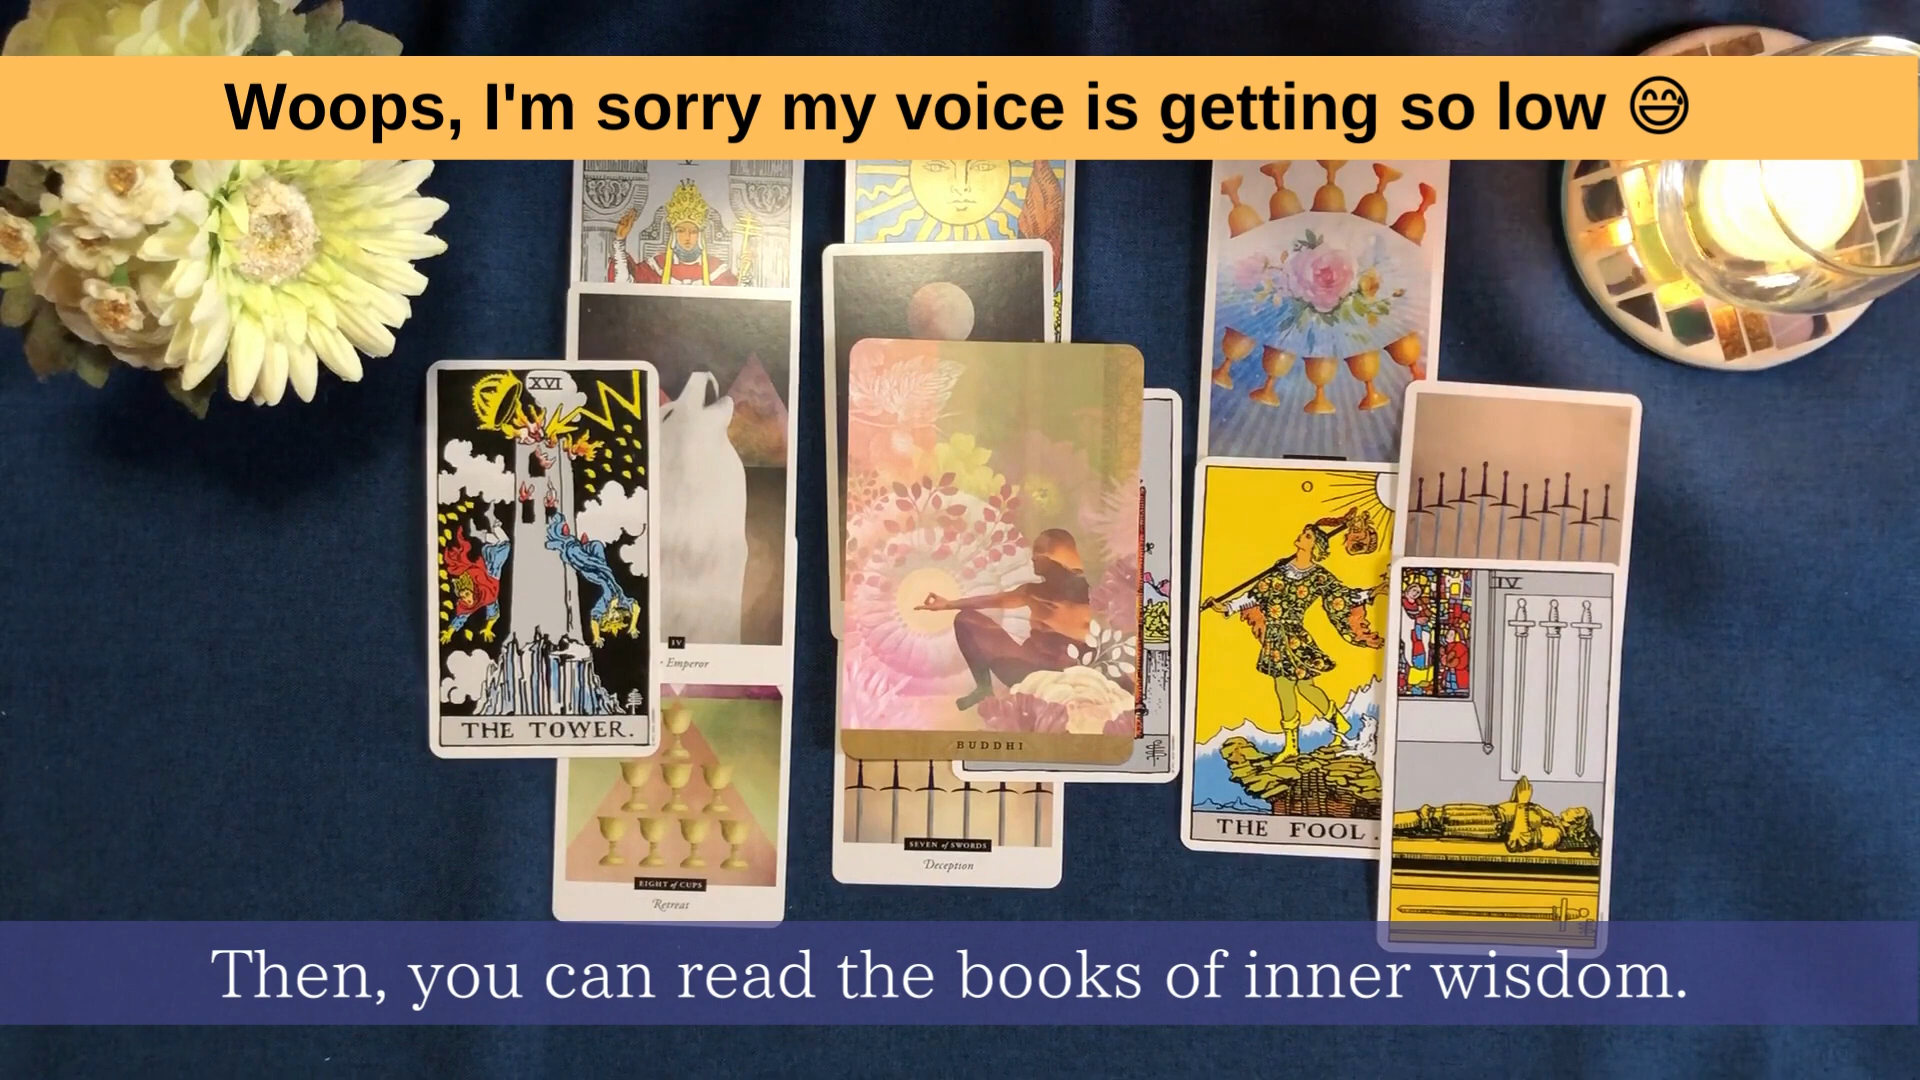 Woops, I'm sorry my voice is getting so low 😅
XVI
THE TOWER.
IV
Emperor
EIGHT of CUPS
Retreat
BUDDHI
SEVEN of SWORDS
Deception
0
THE FOOL.
IV
Then, you can read the books of inner wisdom.